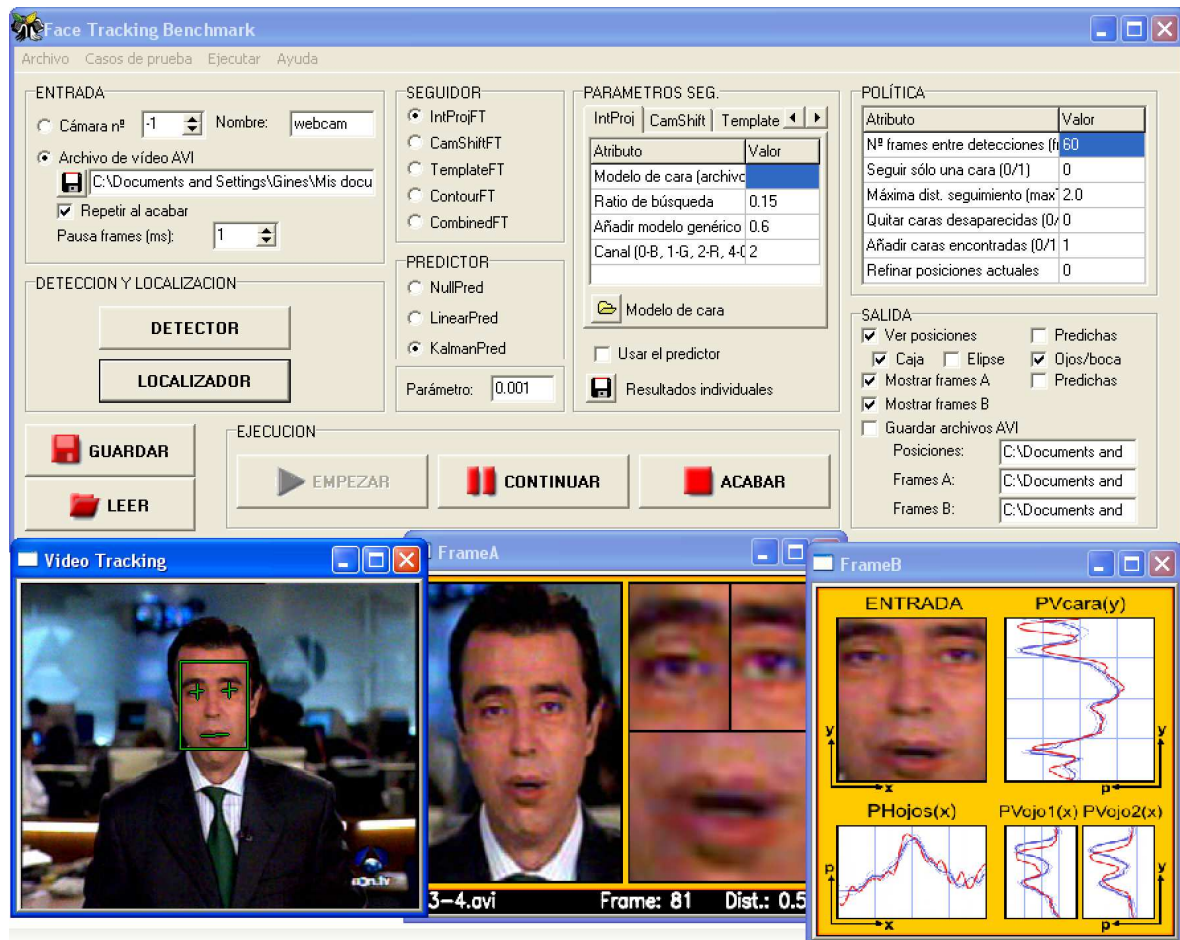 Face Tracking Benchmark
Archivo Casos de prueba Ejecutar Ayuda
ENTRADA
Cámara nº -1 Nombre: webcam
Archivo de vídeo AVI
C:\Documents and Settings\Gines\Mis docu
Repetir al acabar
Pausa frames (ms): 1
DETECCION Y LOCALIZACION
DETECTOR
LOCALIZADOR
SEGUIDOR
IntProjFT
CamShiftFT
TemplateFT
ContourFT
CombinedFT
PREDICTOR
NullPred
LinearPred
KalmanPred
Parámetro: 0.001
PARAMETROS SEG.
IntProj CamShift Template
Atributo Valor
Modelo de cara (archivo
Ratio de búsqueda 0.15
Añadir modelo genérico 0.6
Canal (0-B, 1-G, 2-R, 4-G 2
Modelo de cara
Usar el predictor
Resultados individuales
POLÍTICA
Atributo Valor
Nº frames entre detecciones (f 60
Seguir sólo una cara (0/1) 0
Máxima dist. seguimiento (max 2.0
Quitar caras desaparecidas (0/ 0
Añadir caras encontradas (0/1 1
Refinar posiciones actuales 0
SALIDA
Ver posiciones Predichas
Caja Elipse Ojos/boca
Mostrar frames A Predichas
Mostrar frames B
Guardar archivos AVI
Posiciones: C:\Documents and
Frames A: C:\Documents and
Frames B: C:\Documents and
GUARDAR
LEER
EJECUCION
EMPEZAR CONTINUAR ACABAR
Video Tracking
FrameA
3-4.avi Frame: 81 Dist.: 0.5
FrameB
ENTRADA PVcara(y)
y y
x p
PHojos(x) PVojo1(x) PVojo2(x)
p y
x p